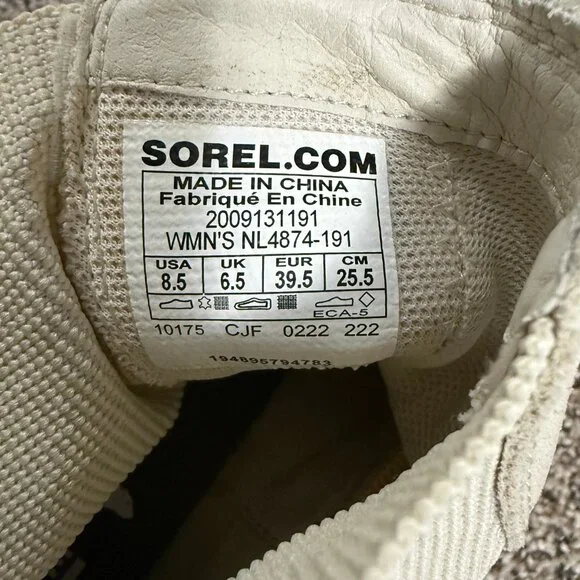 SOREL.COM
MADE IN CHINA
Fabriqué En Chine
2009131191
WMN'S NL4874-191
USA UK EUR CM
8.5 6.5 39.5 25.5
ECA-5
10175 CJF 0222 222
194895794783